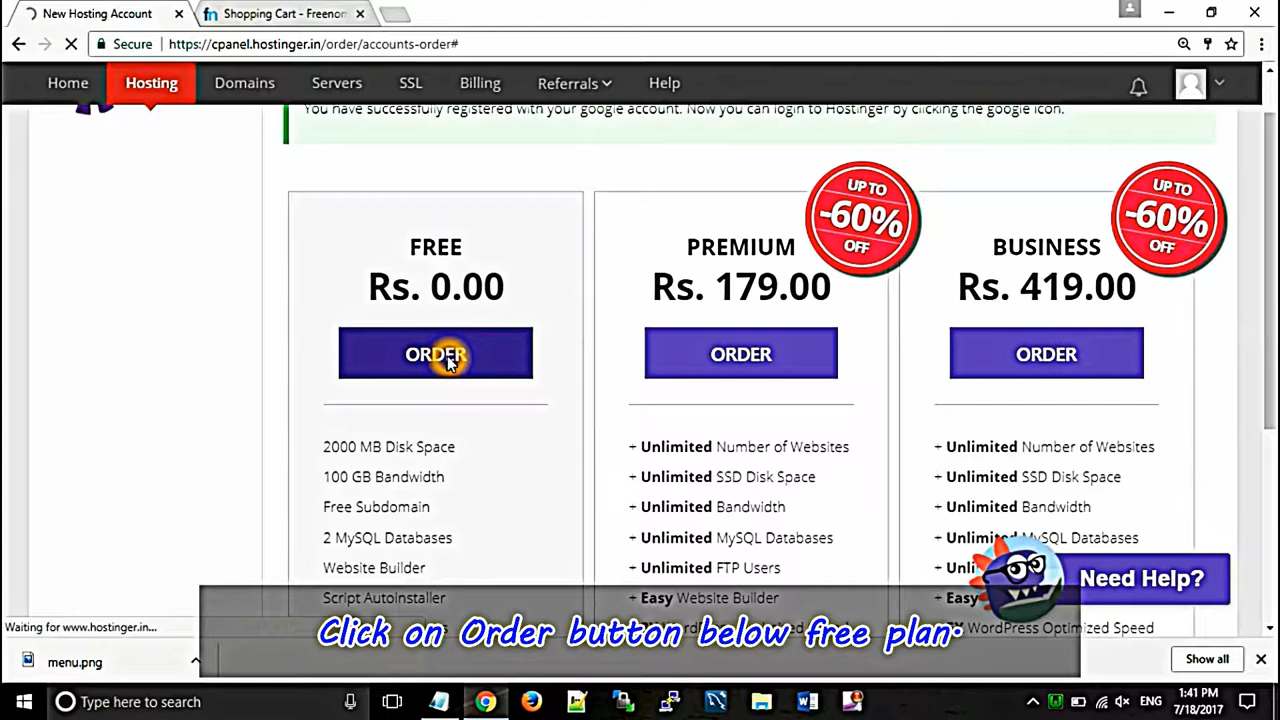 New Hosting Account
Shopping Cart - Freenon
Secure
https://cpanel.hostinger.in/order/accounts-order#
Home
Hosting
Domains
Servers
SSL
Billing
Referrals
Help
You have successfully registered with your google account. Now you can login to Hostinger by clicking the google icon.
FREE
Rs. 0.00
ORDER
2000 MB Disk Space
100 GB Bandwidth
Free Subdomain
2 MySQL Databases
Website Builder
Script Autoinstaller
UP TO
-60%
OFF
PREMIUM
Rs. 179.00
ORDER
+ Unlimited Number of Websites
+ Unlimited SSD Disk Space
+ Unlimited Bandwidth
+ Unlimited MySQL Databases
+ Unlimited FTP Users
+ Easy Website Builder
UP TO
-60%
OFF
BUSINESS
Rs. 419.00
ORDER
+ Unlimited Number of Websites
+ Unlimited SSD Disk Space
+ Unlimited Bandwidth
+ Unlimited MySQL Databases
+ Easy
WordPress Optimized Speed
Need Help?
Waiting for www.hostinger.in...
Click on Order button below free plan.
menu.png
Show all
Type here to search
ENG
1:41 PM
7/18/2017